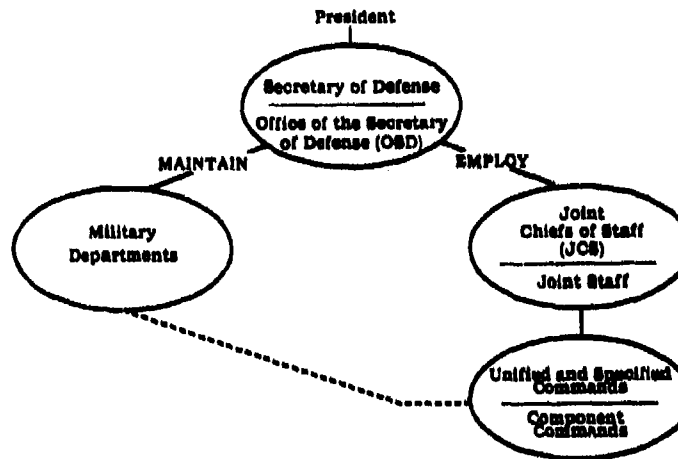 President
Secretary of Defense
Office of the Secretary
of Defense (OSD)
MAINTAIN
EMPLOY
Military
Departments
Joint
Chiefs of Staff
(JCS)
Joint Staff
Unified and Specified
Commands
Component
Commands